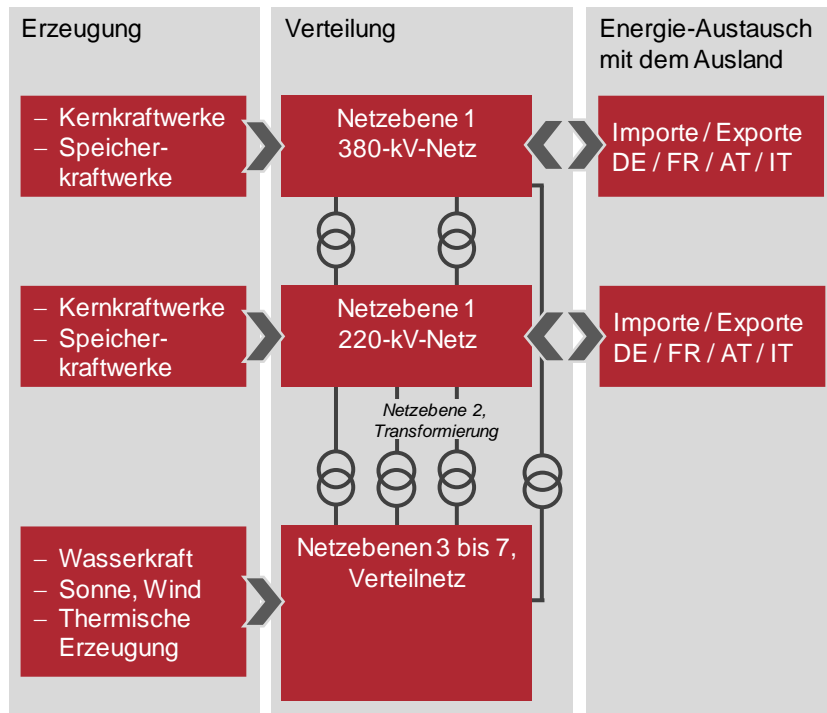 Erzeugung
Verteilung
Energie-Austausch
mit dem Ausland
– Kernkraftwerke
– Speicher-
kraftwerke
Netzebene 1
380-kV-Netz
Importe / Exporte
DE / FR / AT / IT
– Kernkraftwerke
– Speicher-
kraftwerke
Netzebene 1
220-kV-Netz
Importe / Exporte
DE / FR / AT / IT
Netzebene 2,
Transformierung
– Wasserkraft
– Sonne, Wind
– Thermische
Erzeugung
Netzebenen 3 bis 7,
Verteilnetz